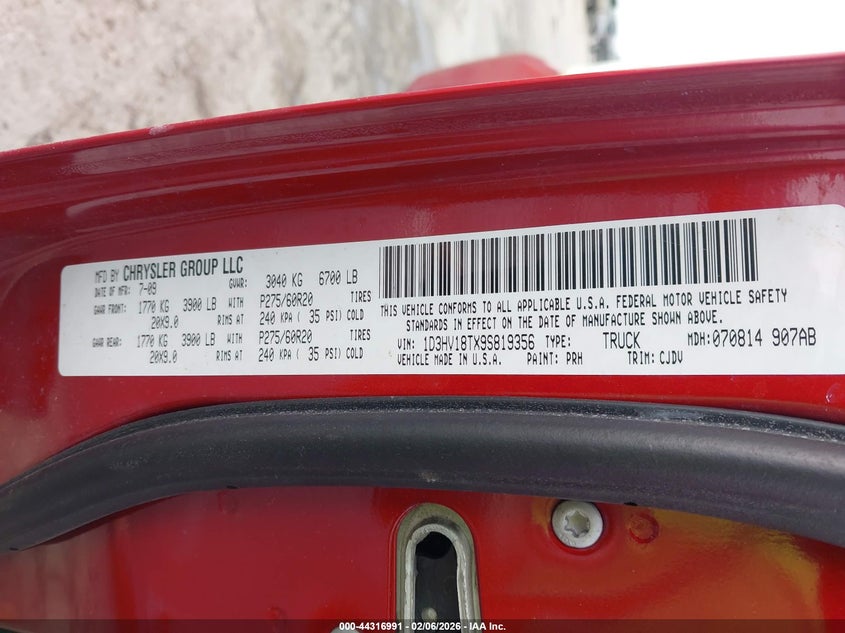 MFD BY CHRYSLER GROUP LLC
DATE OF MFR: 7-09 GVWR: 3040 KG 6700 LB
GAWR FRONT: 1770 KG 3900 LB WITH P275/60R20 TIRES
20X9.0 RIMS AT 240 KPA ( 35 PSI) COLD
GAWR REAR: 1770 KG 3900 LB WITH P275/60R20 TIRES
20X9.0 RIMS AT 240 KPA ( 35 PSI) COLD
THIS VEHICLE CONFORMS TO ALL APPLICABLE U.S.A. FEDERAL MOTOR VEHICLE SAFETY
STANDARDS IN EFFECT ON THE DATE OF MANUFACTURE SHOWN ABOVE.
VIN: 1D3HV18TX9S819356 TYPE: TRUCK MDH: 070814 907AB
VEHICLE MADE IN U.S.A. PAINT: PRH TRIM: CJDV
000-44316991 - 02/06/2026 - IAA Inc.